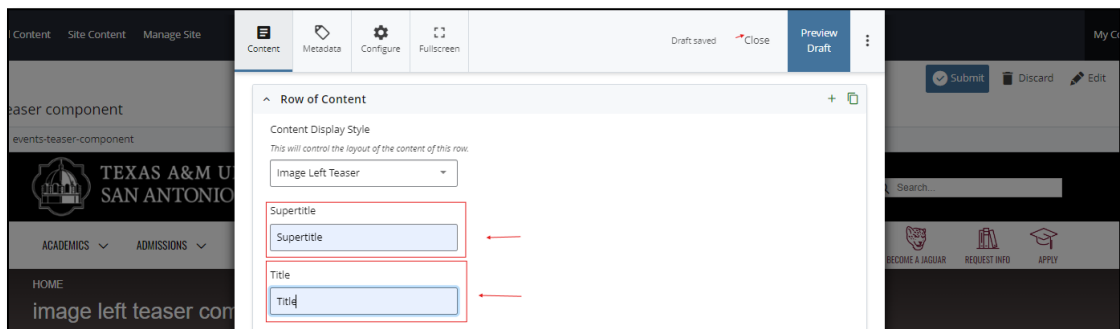 Content Site Content Manage Site
Content Metadata Configure Fullscreen
Draft saved Close
Preview
Draft
My
Submit Discard Edit
teaser component
Row of Content
events-teaser-component
Content Display Style
This will control the layout of the content of this row.
Image Left Teaser
TEXAS A&M
SAN ANTONIO
Search...
Supertitle
Supertitle
ACADEMICS ADMISSIONS
BECOME A JAGUAR REQUEST INFO APPLY
Title
Title
HOME
image left teaser